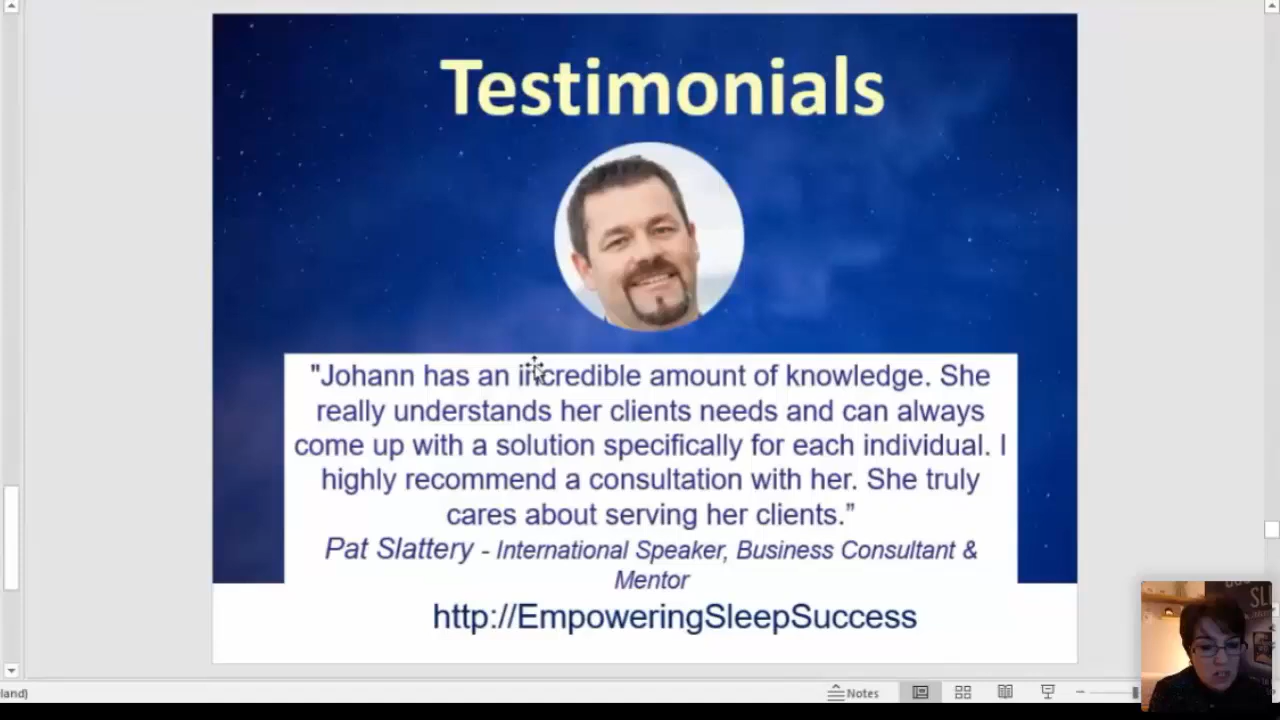 Testimonials
"Johann has an incredible amount of knowledge. She
really understands her clients needs and can always
come up with a solution specifically for each individual. I
highly recommend a consultation with her. She truly
cares about serving her clients.”
Pat Slattery - International Speaker, Business Consultant &
Mentor
http://EmpoweringSleepSuccess
land)
Notes